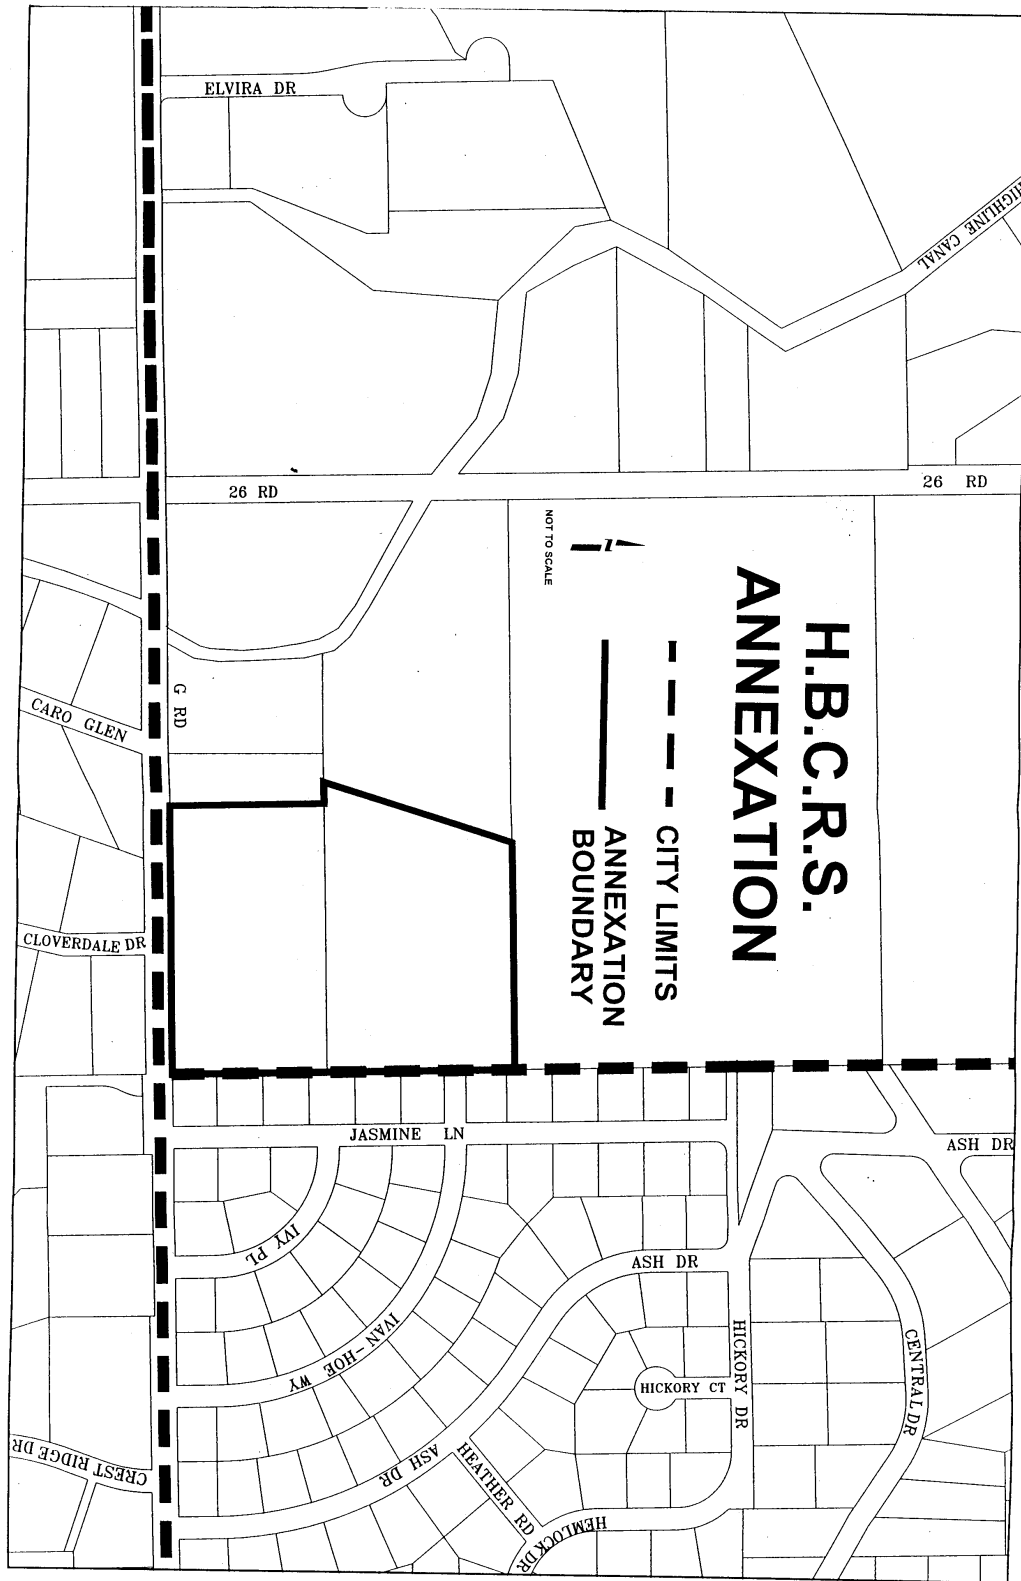 H.B.C.R.S.
ANNEXATION
CITY LIMITS
ANNEXATION
BOUNDARY
N
NOT TO SCALE
ELVIRA DR
HIGHLINE CANAL
26 RD
26 RD
G RD
CARO GLEN
CLOVERDALE DR
JASMINE LN
ASH DR
IVY PL
ASH DR
IVAN-HOE WY
HICKORY DR
CENTRAL DR
HICKORY CT
ASH DR
HEATHER RD
HEMLOCK DR
CREST RIDGE DR